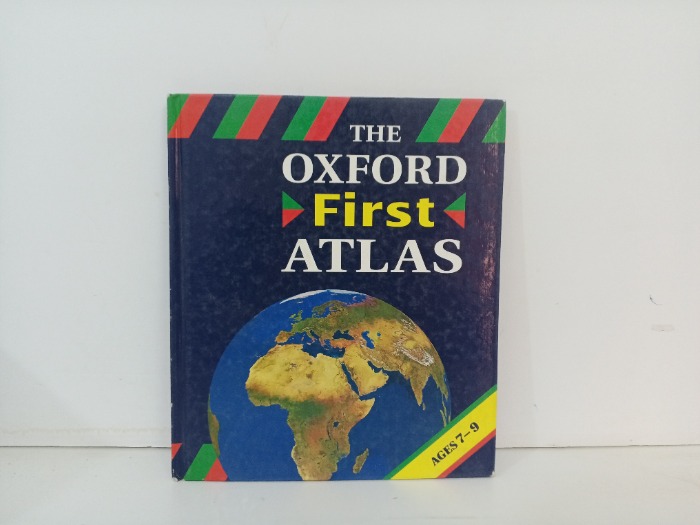 THE
OXFORD
First
ATLAS
AGES 7–9